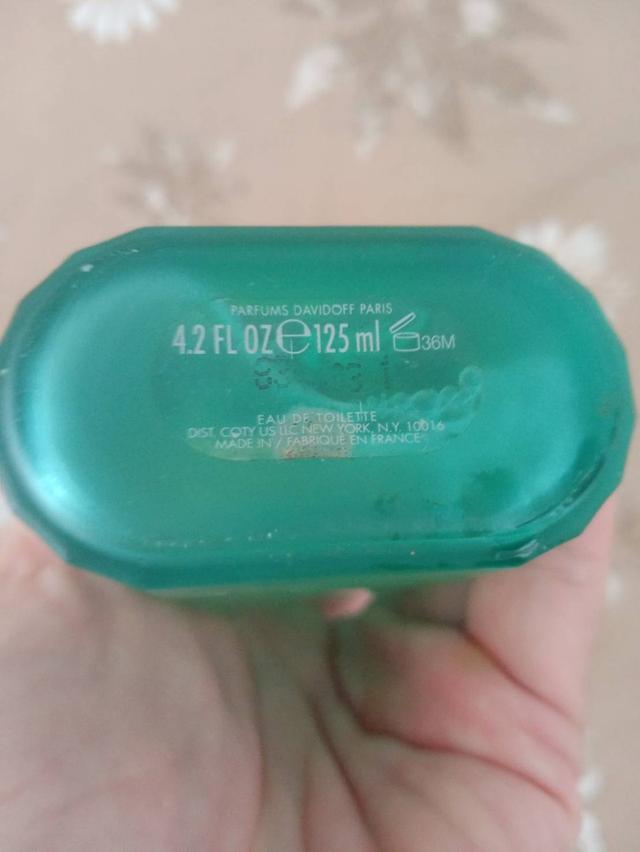 PARFUMS DAVIDOFF PARIS
4.2 FL OZ e 125 ml 36M
EAU DE TOILETTE
DIST. COTY US LLC NEW YORK, N.Y. 10016
MADE IN / FABRIQUÉ EN FRANCE